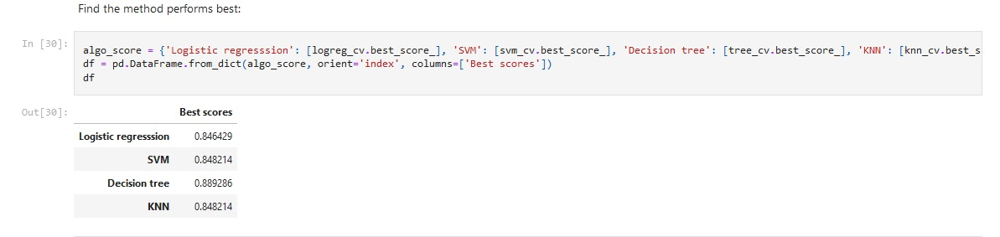 Find the method performs best:
In [30]:
algo_score = {'Logistic regresssion': [logreg_cv.best_score_], 'SVM': [svm_cv.best_score_], 'Decision tree': [tree_cv.best_score_], 'KNN': [knn_cv.best_s
df = pd.DataFrame.from_dict(algo_score, orient='index', columns=['Best scores'])
df
Out[30]:
Best scores
Logistic regresssion 0.846429
SVM 0.848214
Decision tree 0.889286
KNN 0.848214